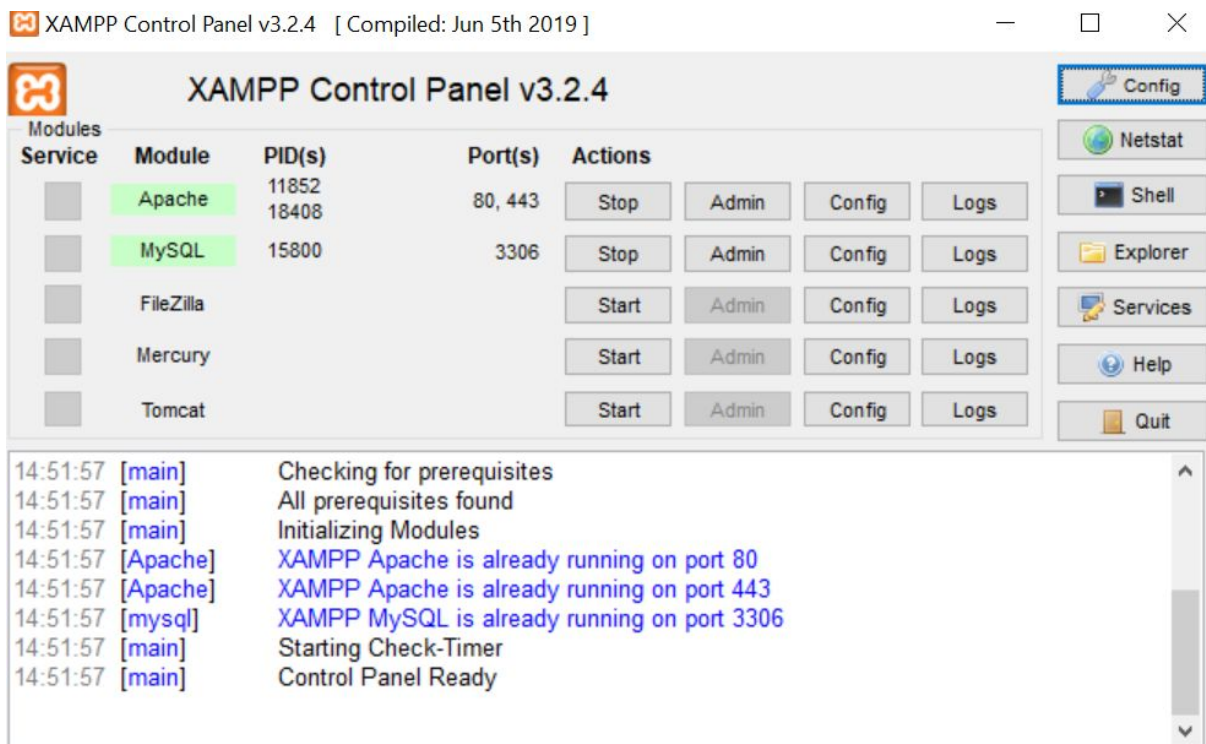 XAMPP Control Panel v3.2.4 [ Compiled: Jun 5th 2019 ]
XAMPP Control Panel v3.2.4
Config
Modules
Service Module PID(s) Port(s) Actions
Netstat
Apache 11852 18408 80, 443 Stop Admin Config Logs
Shell
MySQL 15800 3306 Stop Admin Config Logs
Explorer
FileZilla Start Admin Config Logs
Services
Mercury Start Admin Config Logs
Help
Tomcat Start Admin Config Logs
Quit
14:51:57 [main] Checking for prerequisites
14:51:57 [main] All prerequisites found
14:51:57 [main] Initializing Modules
14:51:57 [Apache] XAMPP Apache is already running on port 80
14:51:57 [Apache] XAMPP Apache is already running on port 443
14:51:57 [mysql] XAMPP MySQL is already running on port 3306
14:51:57 [main] Starting Check-Timer
14:51:57 [main] Control Panel Ready